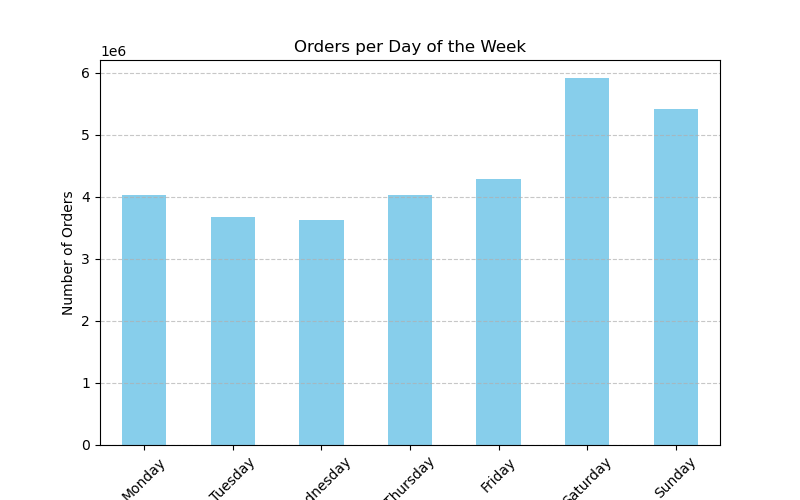 Orders per Day of the Week
1e6
6
5
4
3
2
1
0
Number of Orders
Monday
Tuesday
dnesday
Thursday
Friday
Saturday
Sunday